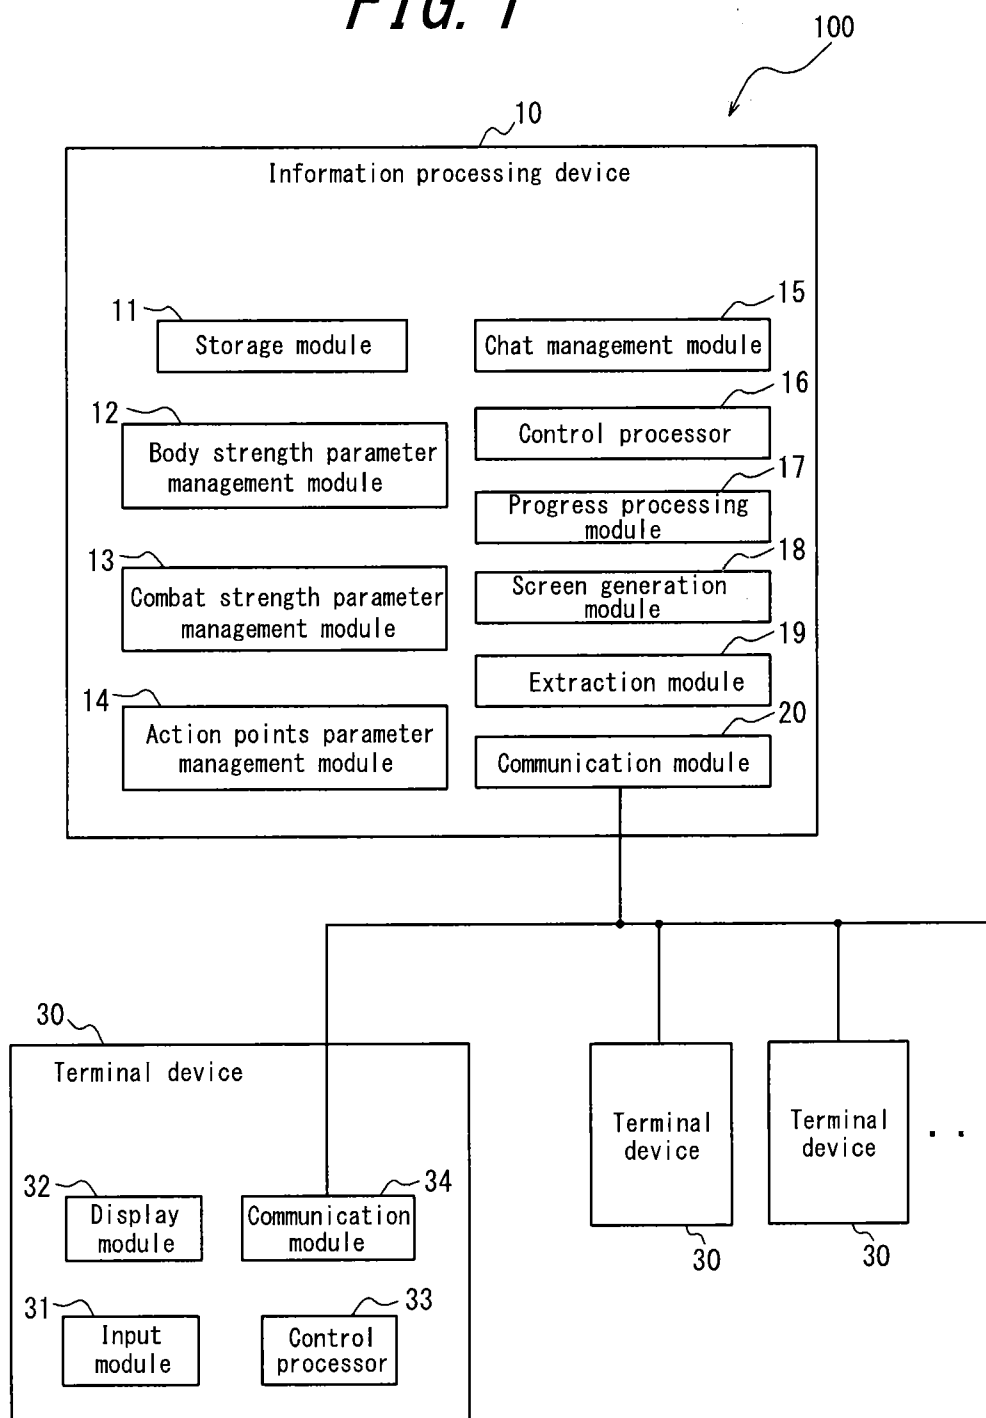 FIG. 1
100
10
Information processing device
11
Storage module
12
Body strength parameter
management module
13
Combat strength parameter
management module
14
Action points parameter
management module
15
Chat management module
16
Control processor
17
Progress processing
module
18
Screen generation
module
19
Extraction module
20
Communication module
30
Terminal device
32
Display
module
34
Communication
module
31
Input
module
33
Control
processor
Terminal
device
30
Terminal
device
30
. .